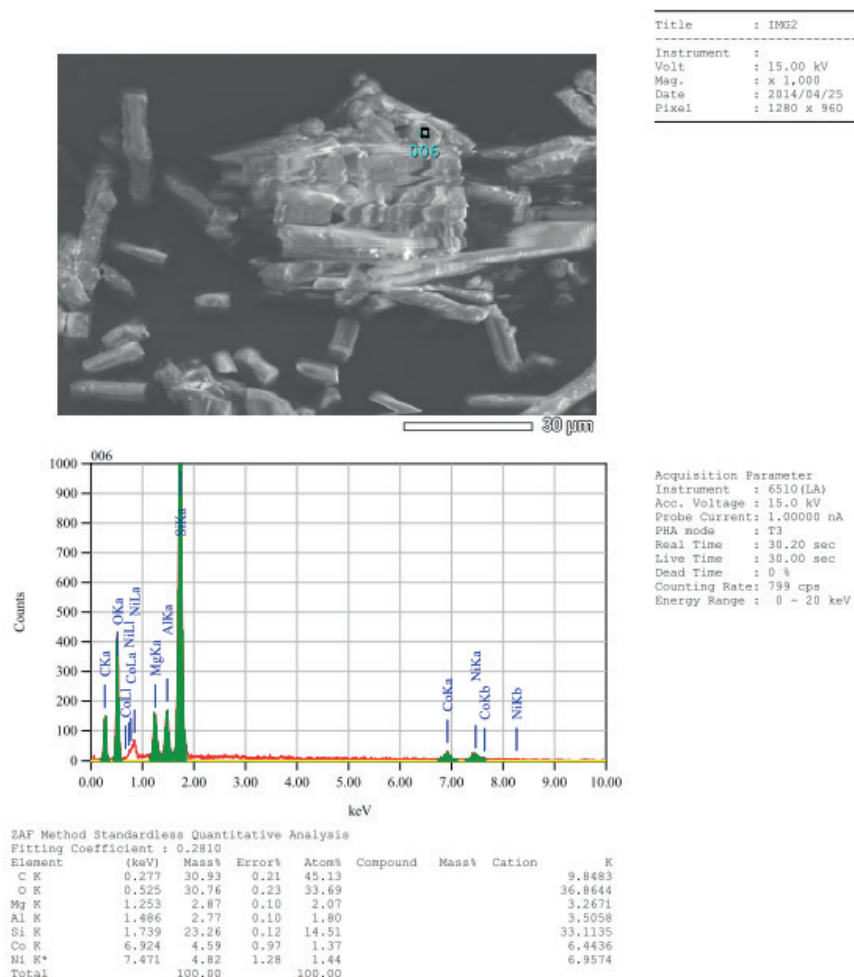 Title : IMG2
Instrument :
Volt : 15.00 kV
Mag. : x 1,000
Date : 2014/04/25
Pixel : 1280 x 960
006
30 µm
006
1000
900
800
700
600
500
400
300
200
100
0
Counts
CKa
OKa
CoLl
NiLl
CoLa
NiLa
MgKa
AlKa
SiKa
CoKa
NiKa
CoKb
NiKb
0.00 1.00 2.00 3.00 4.00 5.00 6.00 7.00 8.00 9.00 10.00
keV
Acquisition Parameter
Instrument : 6510(LA)
Acc. Voltage : 15.0 kV
Probe Current: 1.00000 nA
PHA mode : T3
Real Time : 30.20 sec
Live Time : 30.00 sec
Dead Time : 0 %
Counting Rate: 799 cps
Energy Range : 0 - 20 keV
ZAF Method Standardless Quantitative Analysis
Fitting Coefficient : 0.2810
Element (keV) Mass% Error% Atom% Compound Mass% Cation K
C K 0.277 30.93 0.21 45.13 9.8483
O K 0.525 30.76 0.23 33.69 36.8644
Mg K 1.253 2.87 0.10 2.07 3.2671
Al K 1.486 2.77 0.10 1.80 3.5058
Si K 1.739 23.26 0.12 14.51 33.1135
Co K 6.924 4.59 0.97 1.37 6.4436
Ni K* 7.471 4.82 1.28 1.44 6.9574
Total 100.00 100.00